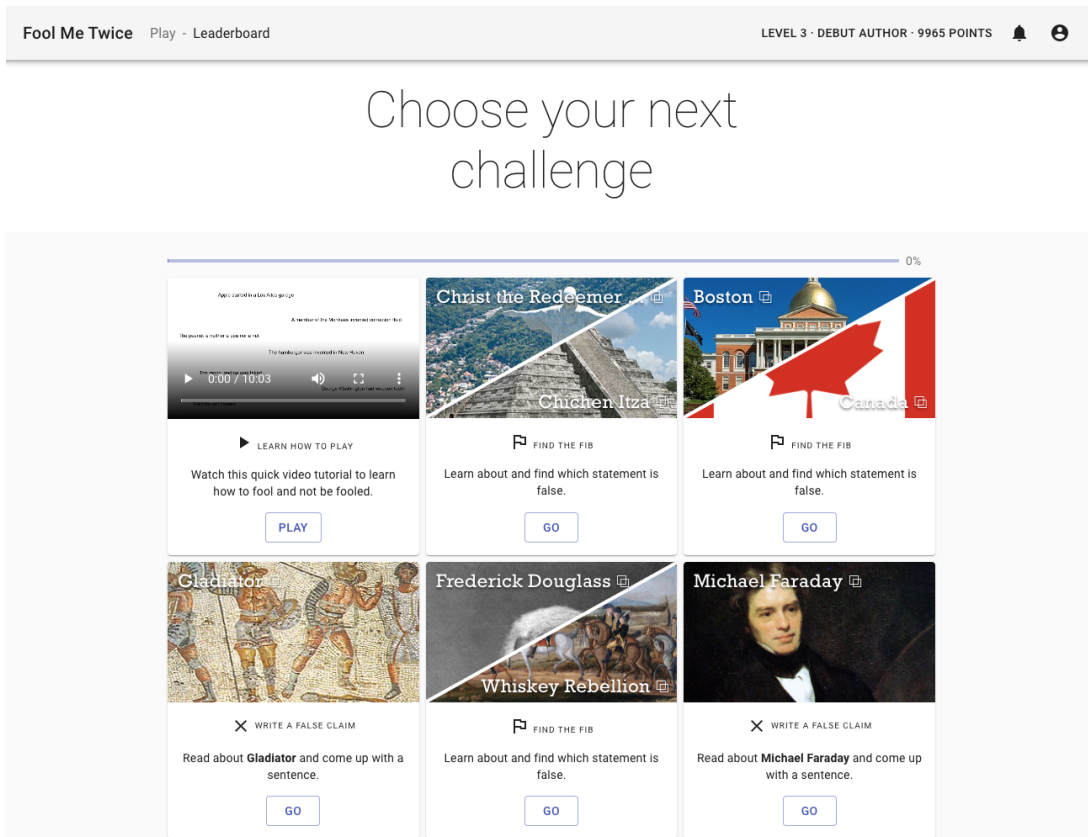 Fool Me Twice Play - Leaderboard LEVEL 3 · DEBUT AUTHOR · 9965 POINTS
Choose your next
challenge
0%
The hamburger was invented in New Haven
0:00 / 10:03
LEARN HOW TO PLAY
Watch this quick video tutorial to learn
how to fool and not be fooled.
PLAY
Christ the Redeemer ...
Chichen Itza
FIND THE FIB
Learn about and find which statement is
false.
GO
Boston
Canada
FIND THE FIB
Learn about and find which statement is
false.
GO
Gladiator
WRITE A FALSE CLAIM
Read about Gladiator and come up with a
sentence.
GO
Frederick Douglass
Whiskey Rebellion
FIND THE FIB
Learn about and find which statement is
false.
GO
Michael Faraday
WRITE A FALSE CLAIM
Read about Michael Faraday and come up
with a sentence.
GO